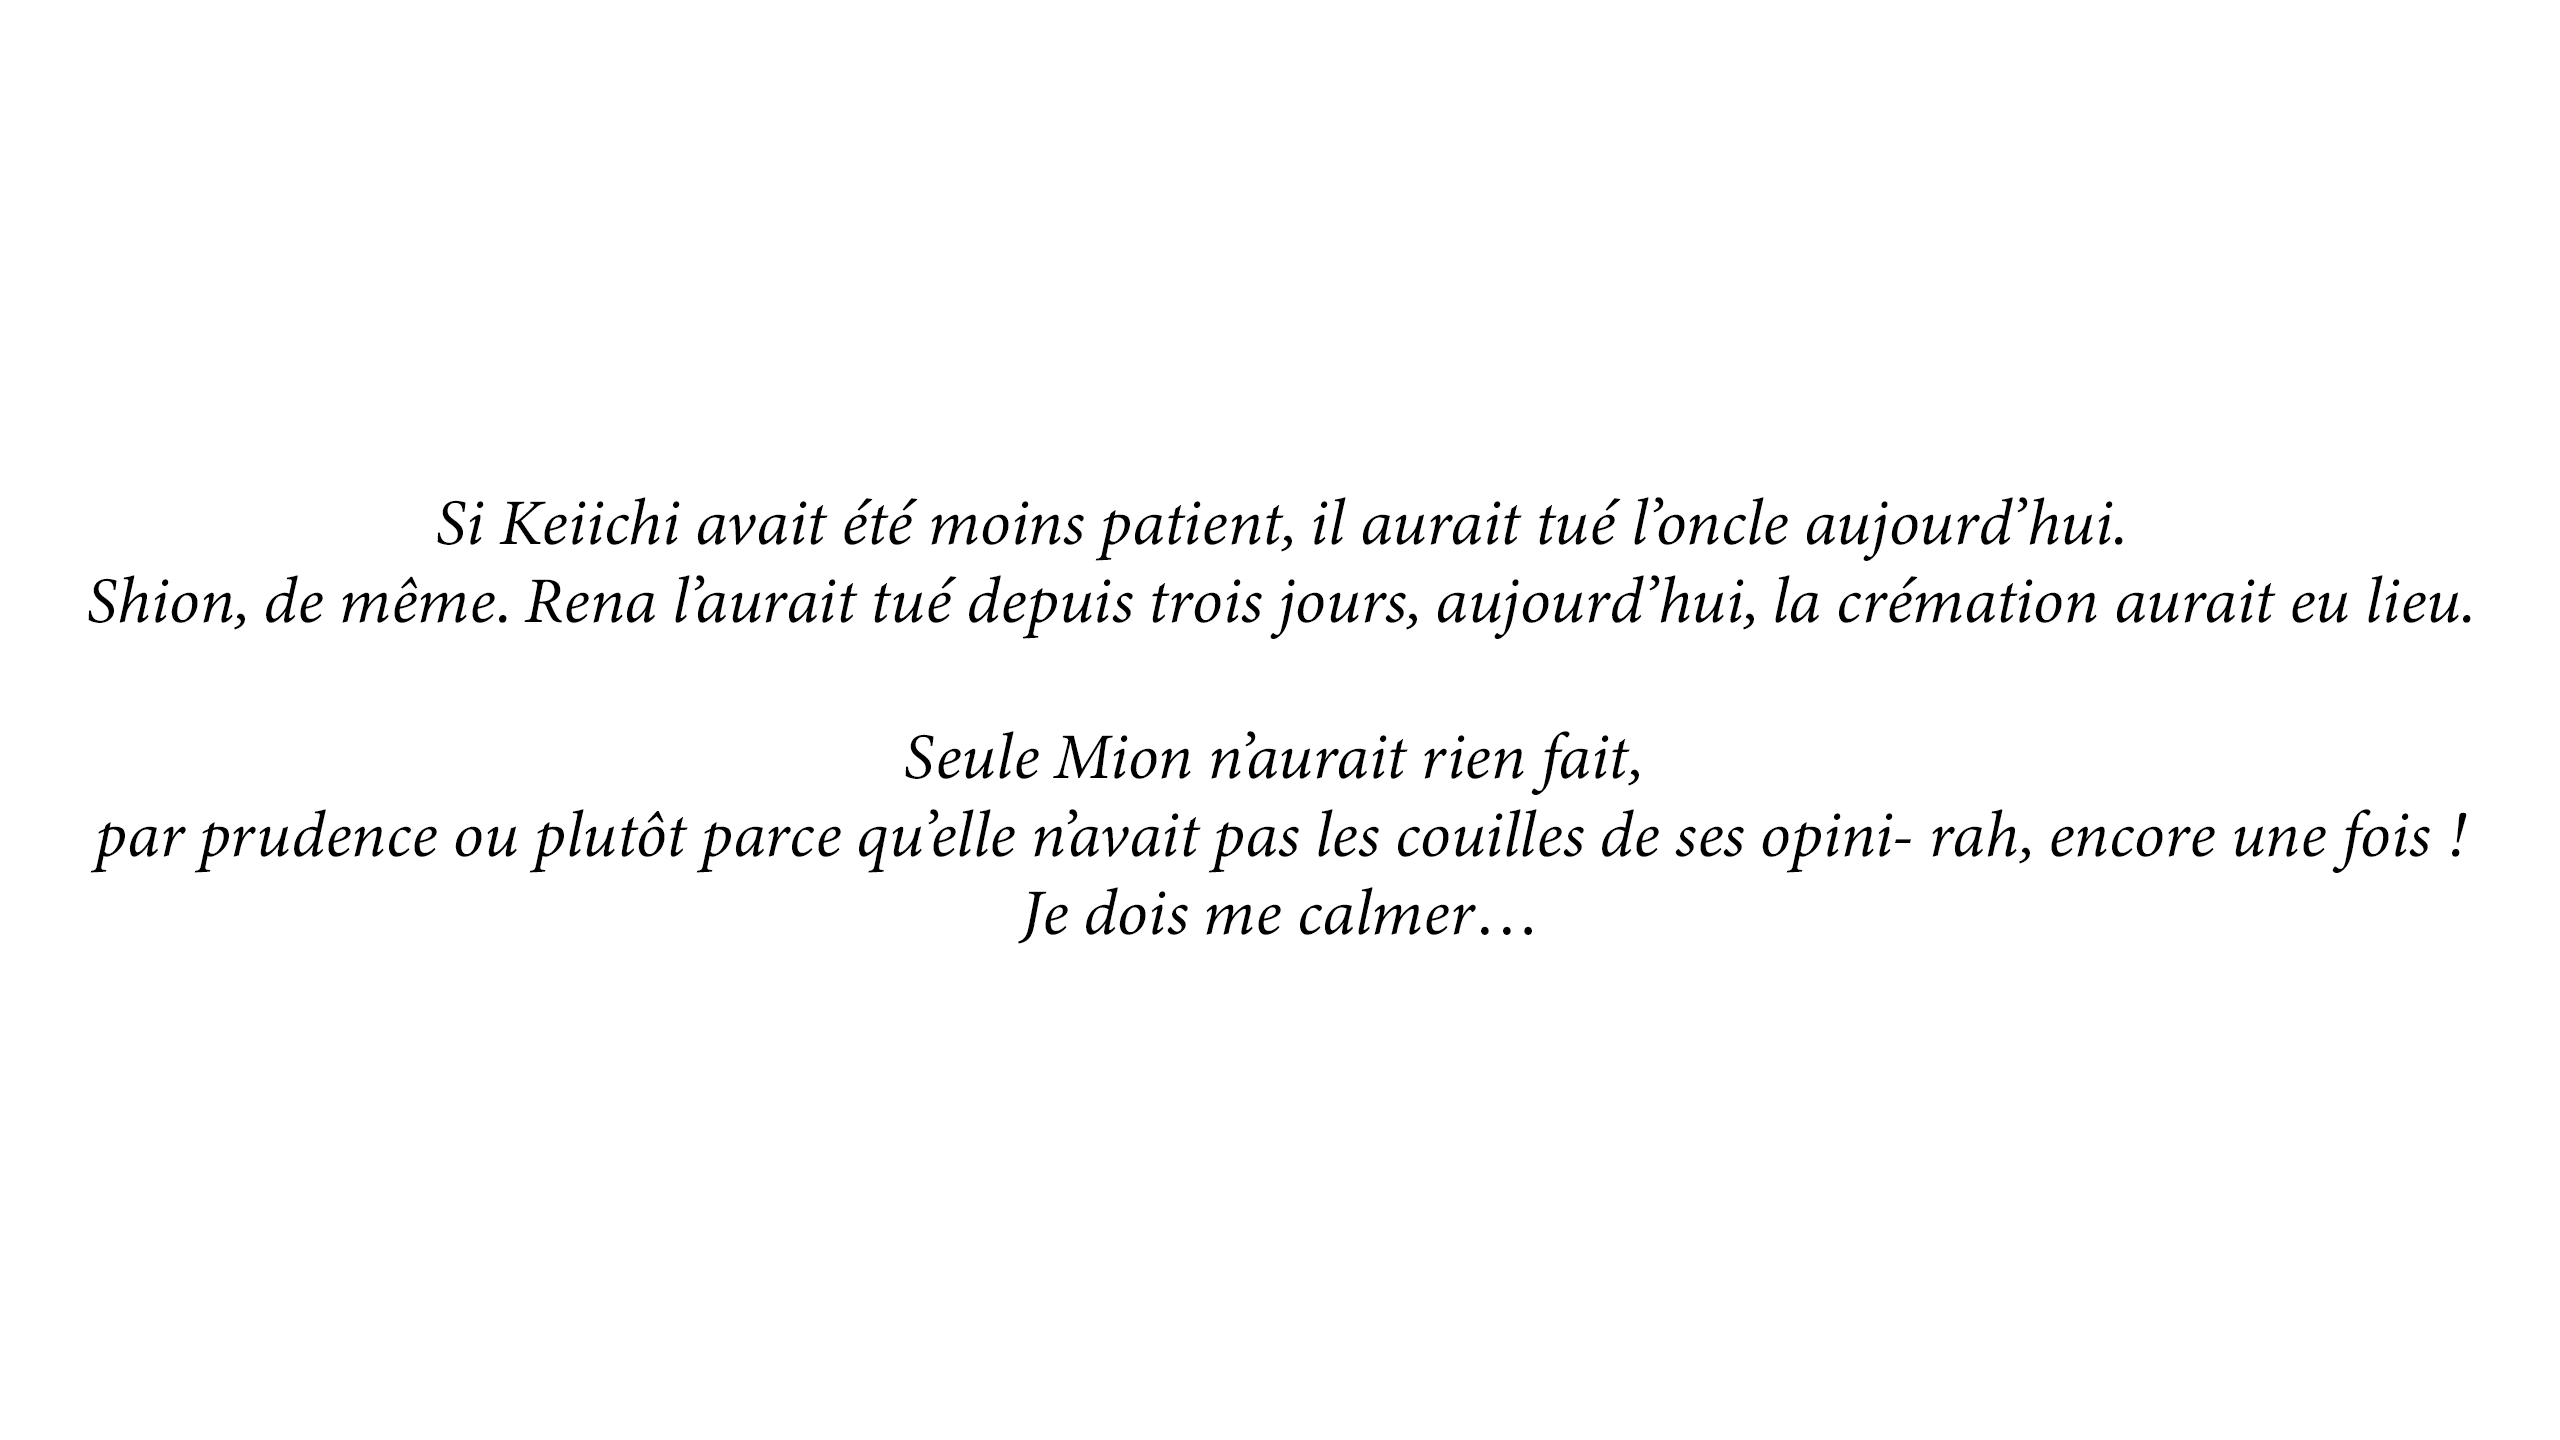 Si Keiichi avait été moins patient, il aurait tué l’oncle aujourd’hui.
Shion, de même. Rena l’aurait tué depuis trois jours, aujourd’hui, la crémation aurait eu lieu.
Seule Mion n’aurait rien fait,
par prudence ou plutôt parce qu’elle n’avait pas les couilles de ses opini- rah, encore une fois !
Je dois me calmer…